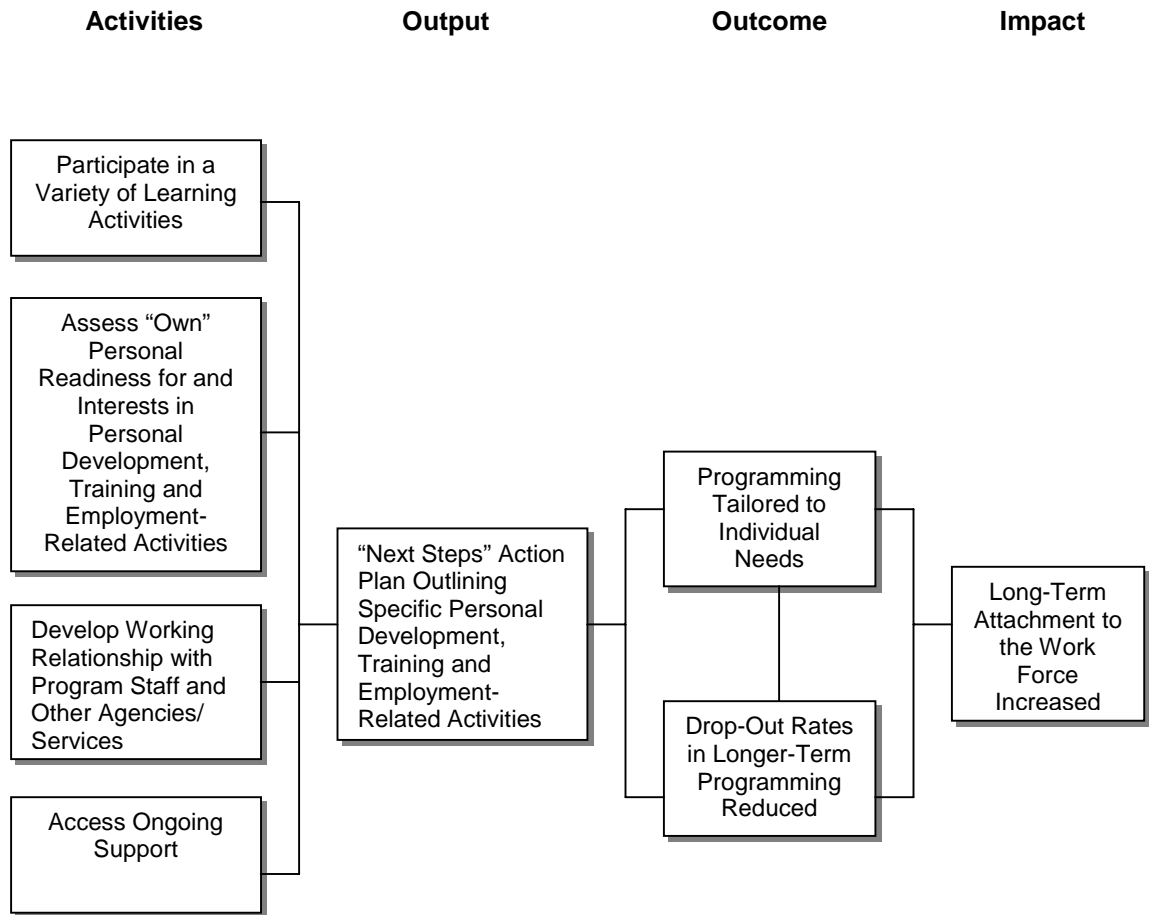 Activities
Output
Outcome
Impact
Participate in a
Variety of Learning
Activities
Assess “Own”
Personal
Readiness for and
Interests in
Personal
Development,
Training and
Employment-
Related Activities
Develop Working
Relationship with
Program Staff and
Other Agencies/
Services
Access Ongoing
Support
“Next Steps” Action
Plan Outlining
Specific Personal
Development,
Training and
Employment-
Related Activities
Programming
Tailored to
Individual
Needs
Drop-Out Rates
in Longer-Term
Programming
Reduced
Long-Term
Attachment to
the Work
Force
Increased